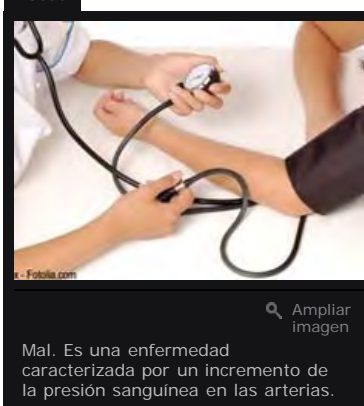 x - Fotolia.com
Ampliar
imagen
Mal. Es una enfermedad
caracterizada por un incremento de
la presión sanguínea en las arterias.